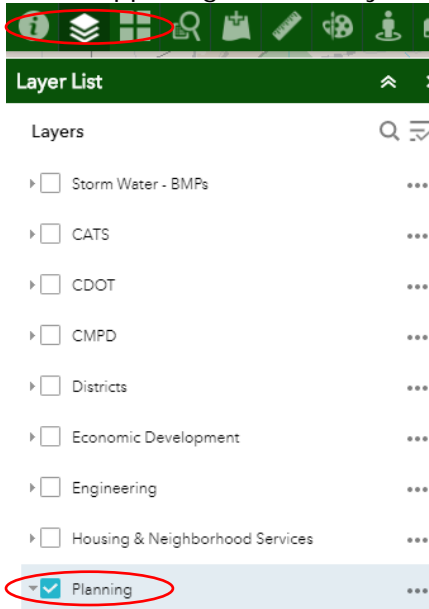 Layer List
Layers
Storm Water - BMPs
CATS
CDOT
CMPD
Districts
Economic Development
Engineering
Housing & Neighborhood Services
Planning